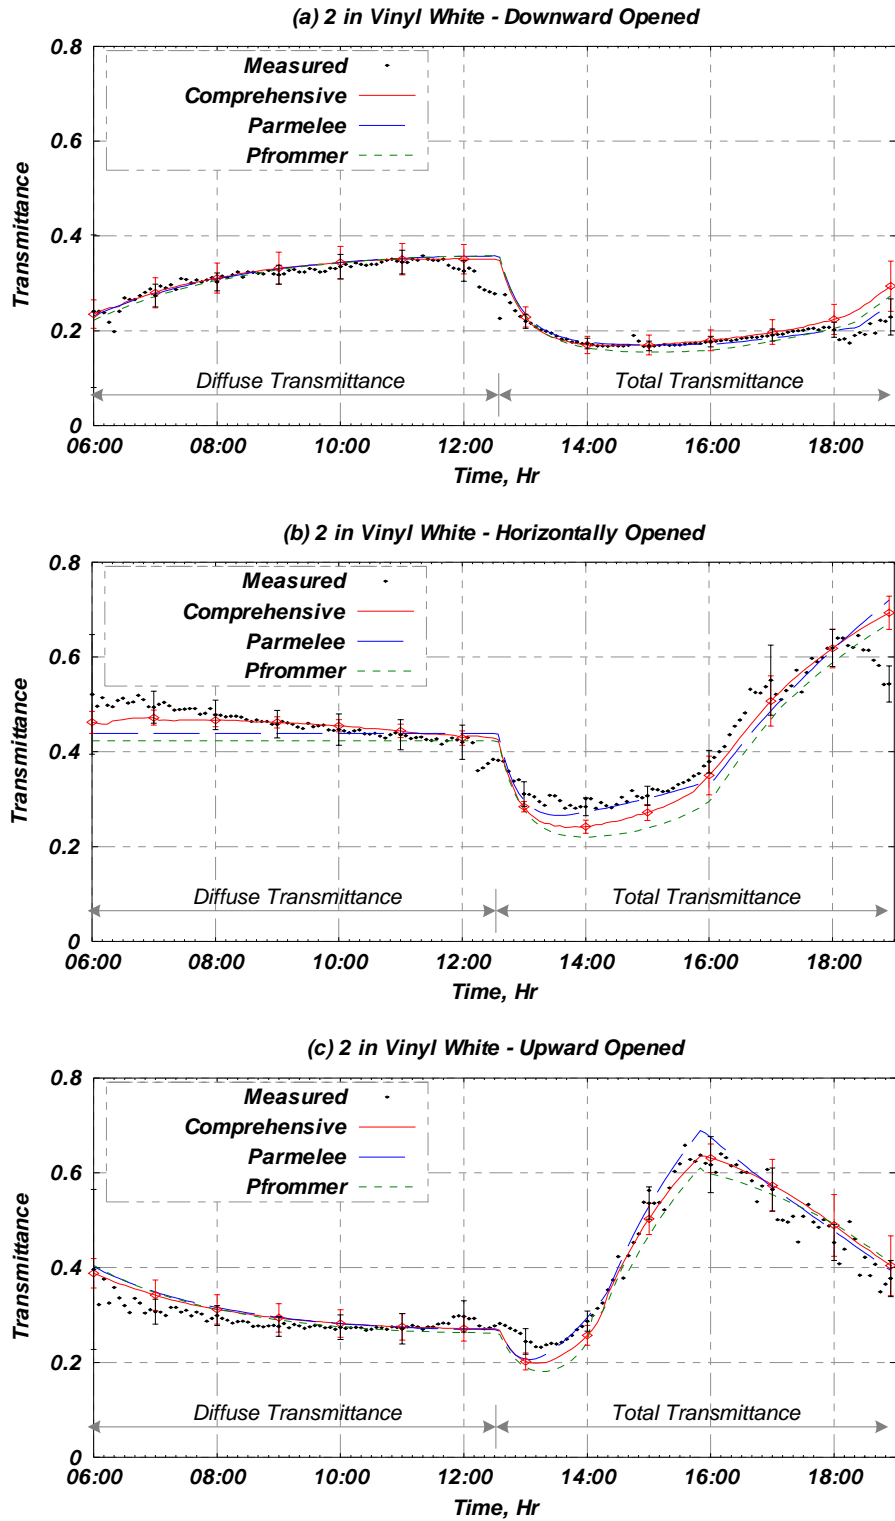 (a) 2 in Vinyl White - Downward Opened
0.8
Measured
Comprehensive
Parmelee
Pfrommer
0.6
0.4
0.2
0
Transmittance
Diffuse Transmittance
Total Transmittance
06:00 08:00 10:00 12:00 14:00 16:00 18:00
Time, Hr
(b) 2 in Vinyl White - Horizontally Opened
0.8
Measured
Comprehensive
Parmelee
Pfrommer
0.6
0.4
0.2
0
Transmittance
Diffuse Transmittance
Total Transmittance
06:00 08:00 10:00 12:00 14:00 16:00 18:00
Time, Hr
(c) 2 in Vinyl White - Upward Opened
0.8
Measured
Comprehensive
Parmelee
Pfrommer
0.6
0.4
0.2
0
Transmittance
Diffuse Transmittance
Total Transmittance
06:00 08:00 10:00 12:00 14:00 16:00 18:00
Time, Hr